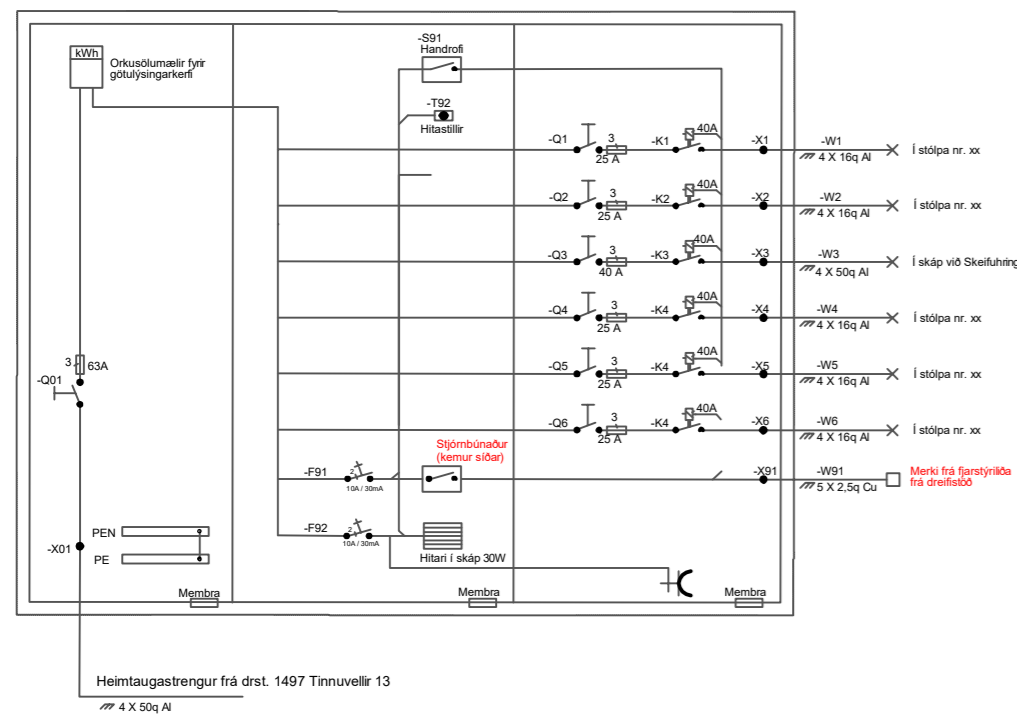 kWh
Orkusölumælir fyrir
götulýsingarkerfi
-S91
Handrofi
-T92
Hitastillir
-Q1
3
25 A
-K1
40A
-X1
-W1
4 X 16q Al
Í stólpa nr. xx
-Q2
3
25 A
-K2
40A
-X2
-W2
4 X 16q Al
Í stólpa nr. xx
-Q3
3
40 A
-K3
40A
-X3
-W3
4 X 50q Al
Í skáp við Skeifuhring
-Q4
3
25 A
-K4
40A
-X4
-W4
4 X 16q Al
Í stólpa nr. xx
-Q5
3
25 A
-K4
40A
-X5
-W5
4 X 16q Al
Í stólpa nr. xx
-Q6
3
25 A
-K4
40A
-X6
-W6
4 X 16q Al
Í stólpa nr. xx
3
63A
-Q01
Stjórnbúnaður
(kemur síðar)
-F91
2
10A / 30mA
-X91
-W91
5 X 2,5q Cu
Merki frá fjarstýriliða
frá dreifistöð
-F92
2
10A / 30mA
Hitari í skáp 30W
PEN
-X01
PE
Membra
Membra
Membra
Heimtaugastrengur frá drst. 1497 Tinnuvellir 13
4 X 50q Al